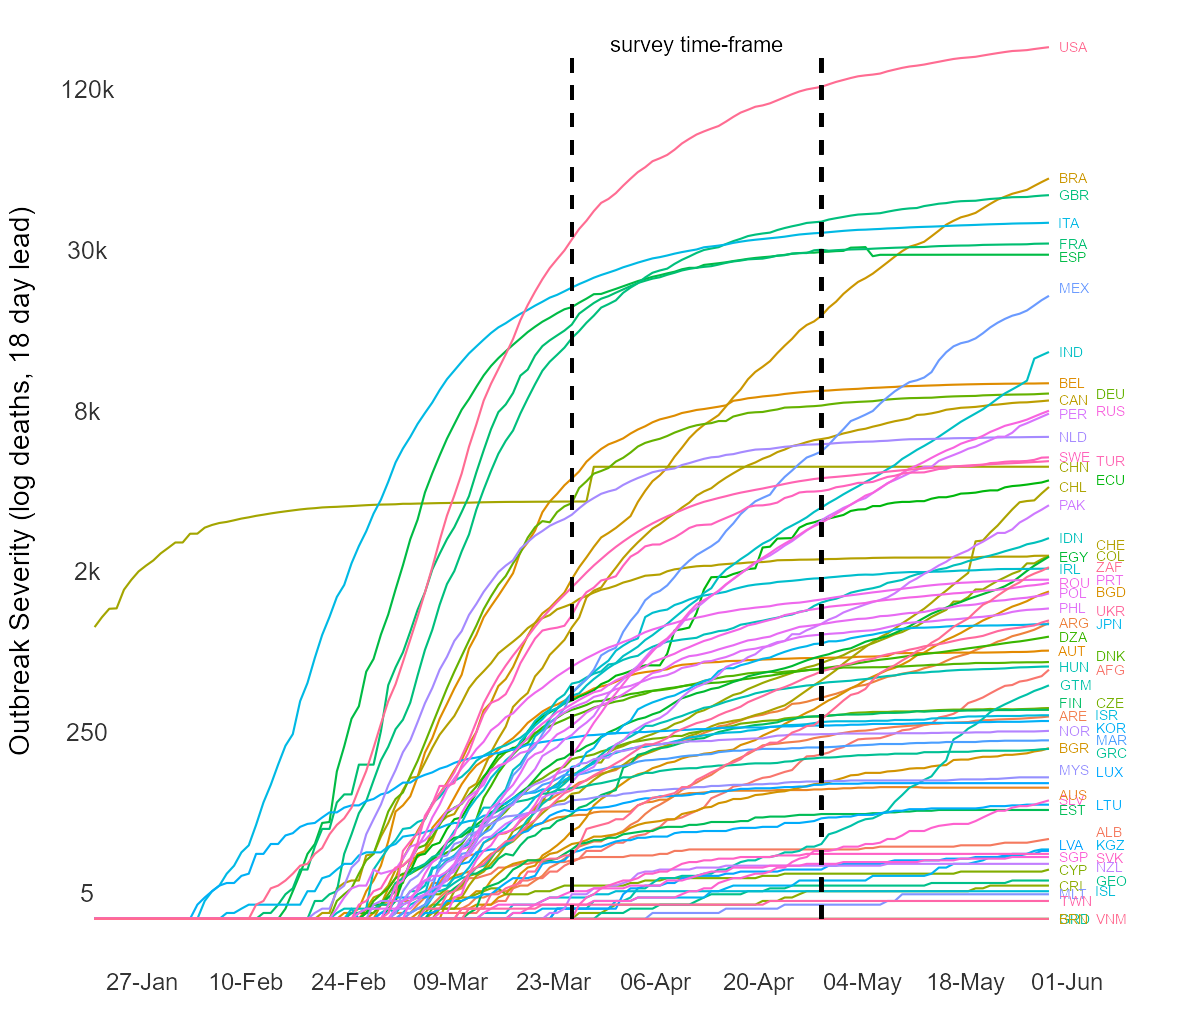 survey time-frame
Outbreak Severity (log deaths, 18 day lead)
120k
30k
8k
2k
250
5
USA
BRA
GBR
ITA
FRA
ESP
MEX
IND
BEL
DEU
CAN
RUS
PER
NLD
SWE
TUR
CHN
ECU
CHL
PAK
IDN
CHE
EGY COL
IRL ZAF
ROU PRT
POL BGD
PHL UKR
ARG JPN
DZA
AUT DNK
HUN AFG
GTM
FIN CZE
ARE ISR
NOR KOR
MAR
BGR GRC
MYS LUX
AUS
SLV
LTU
EST
ALB
LVA KGZ
SGP SVK
NZL
CYP
GEO
CRI
ISL
MLT
TWN
VNM
27-Jan 10-Feb 24-Feb 09-Mar 23-Mar 06-Apr 20-Apr 04-May 18-May 01-Jun